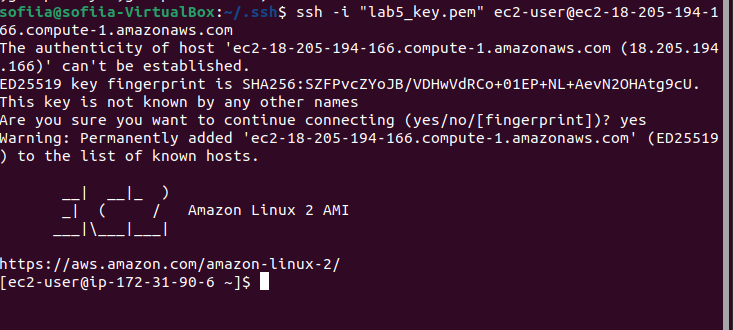 sofiia@sofiia-VirtualBox:~/.ssh$ ssh -i "lab5_key.pem" ec2-user@ec2-18-205-194-1
66.compute-1.amazonaws.com
The authenticity of host 'ec2-18-205-194-166.compute-1.amazonaws.com (18.205.194
.166)' can't be established.
ED25519 key fingerprint is SHA256:SZFPvcZYoJB/VDHwVdRCo+01EP+NL+AevN2OHAtg9cU.
This key is not known by any other names
Are you sure you want to continue connecting (yes/no/[fingerprint])? yes
Warning: Permanently added 'ec2-18-205-194-166.compute-1.amazonaws.com' (ED25519
) to the list of known hosts.

       __|  __|_  )
       _|  (     /   Amazon Linux 2 AMI
      ___|\___|___|

https://aws.amazon.com/amazon-linux-2/
[ec2-user@ip-172-31-90-6 ~]$